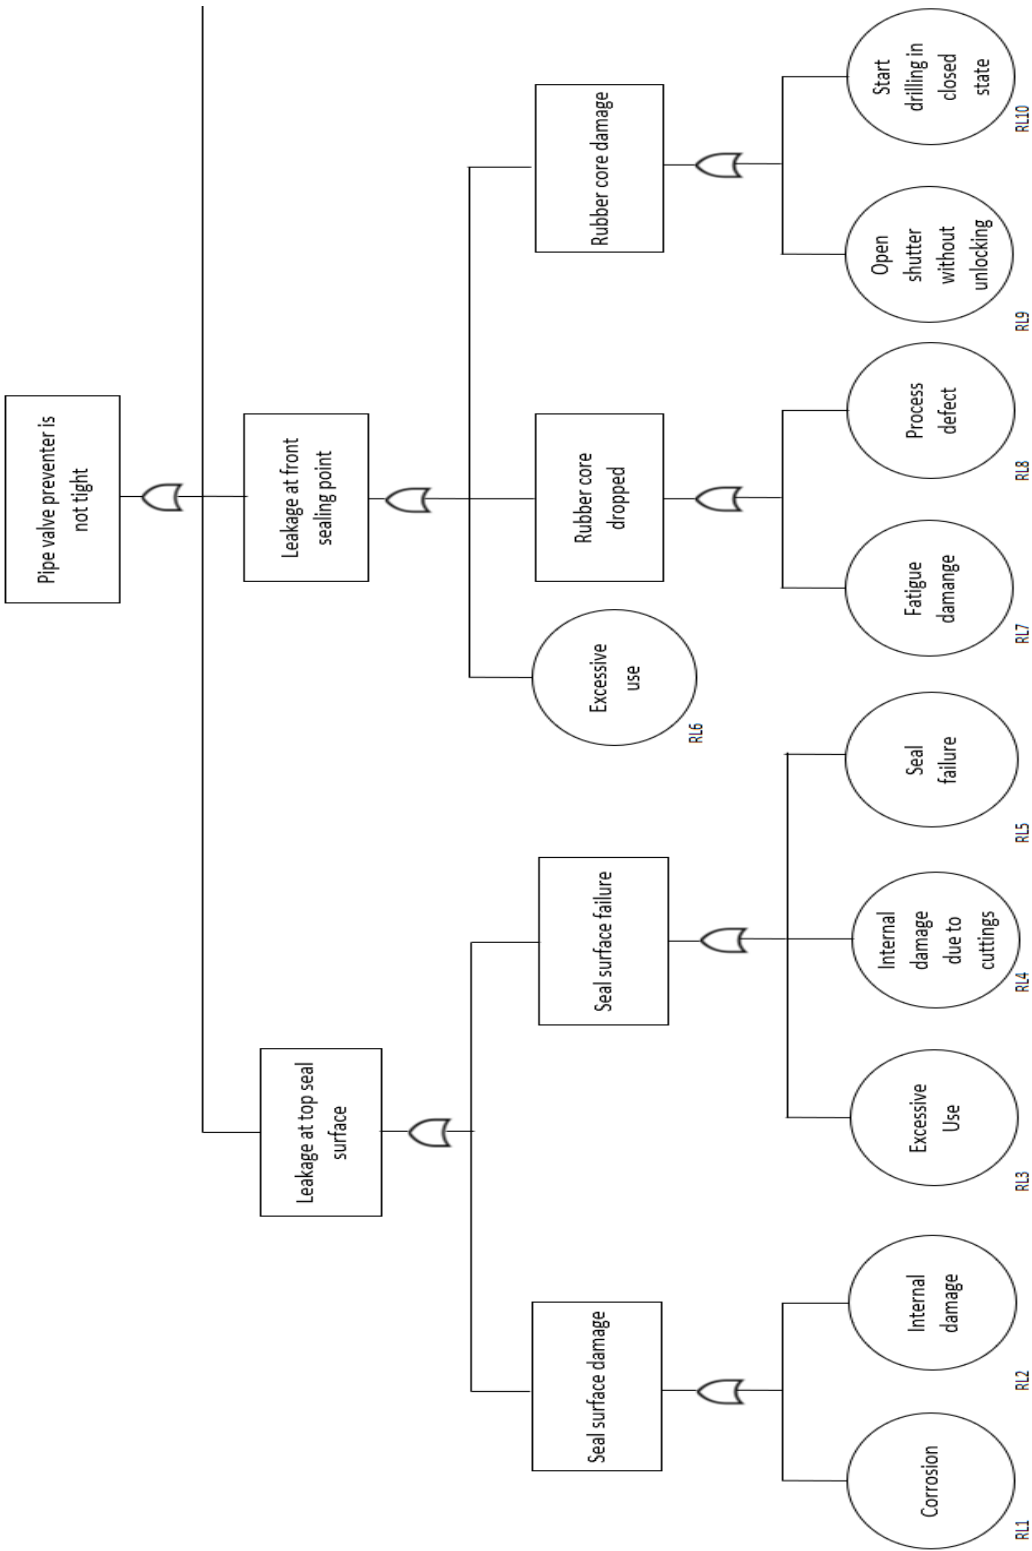 Pipe valve preventer is
not tight
Leakage at top seal
surface
Leakage at front
sealing point
Seal surface damage
Seal surface failure
Excessive
use
RL6
Rubber core
dropped
Rubber core damage
Corrosion
RL1
Internal
damage
RL2
Excessive
Use
RL3
Internal
damage
due to
cuttings
RL4
Seal
failure
RL5
Fatigue
damange
RL7
Process
defect
RL8
Open
shutter
without
unlocking
RL9
Start
drilling in
closed
state
RL10